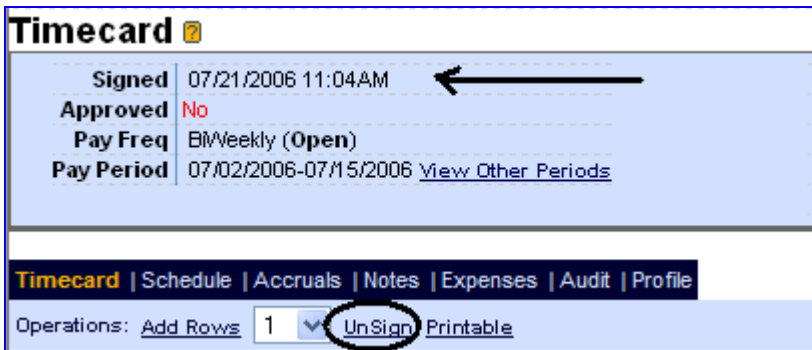 Timecard ?
Signed 07/21/2006 11:04AM
Approved No
Pay Freq BiWeekly (Open)
Pay Period 07/02/2006-07/15/2006 View Other Periods
Timecard | Schedule | Accruals | Notes | Expenses | Audit | Profile
Operations: Add Rows 1 UnSign Printable